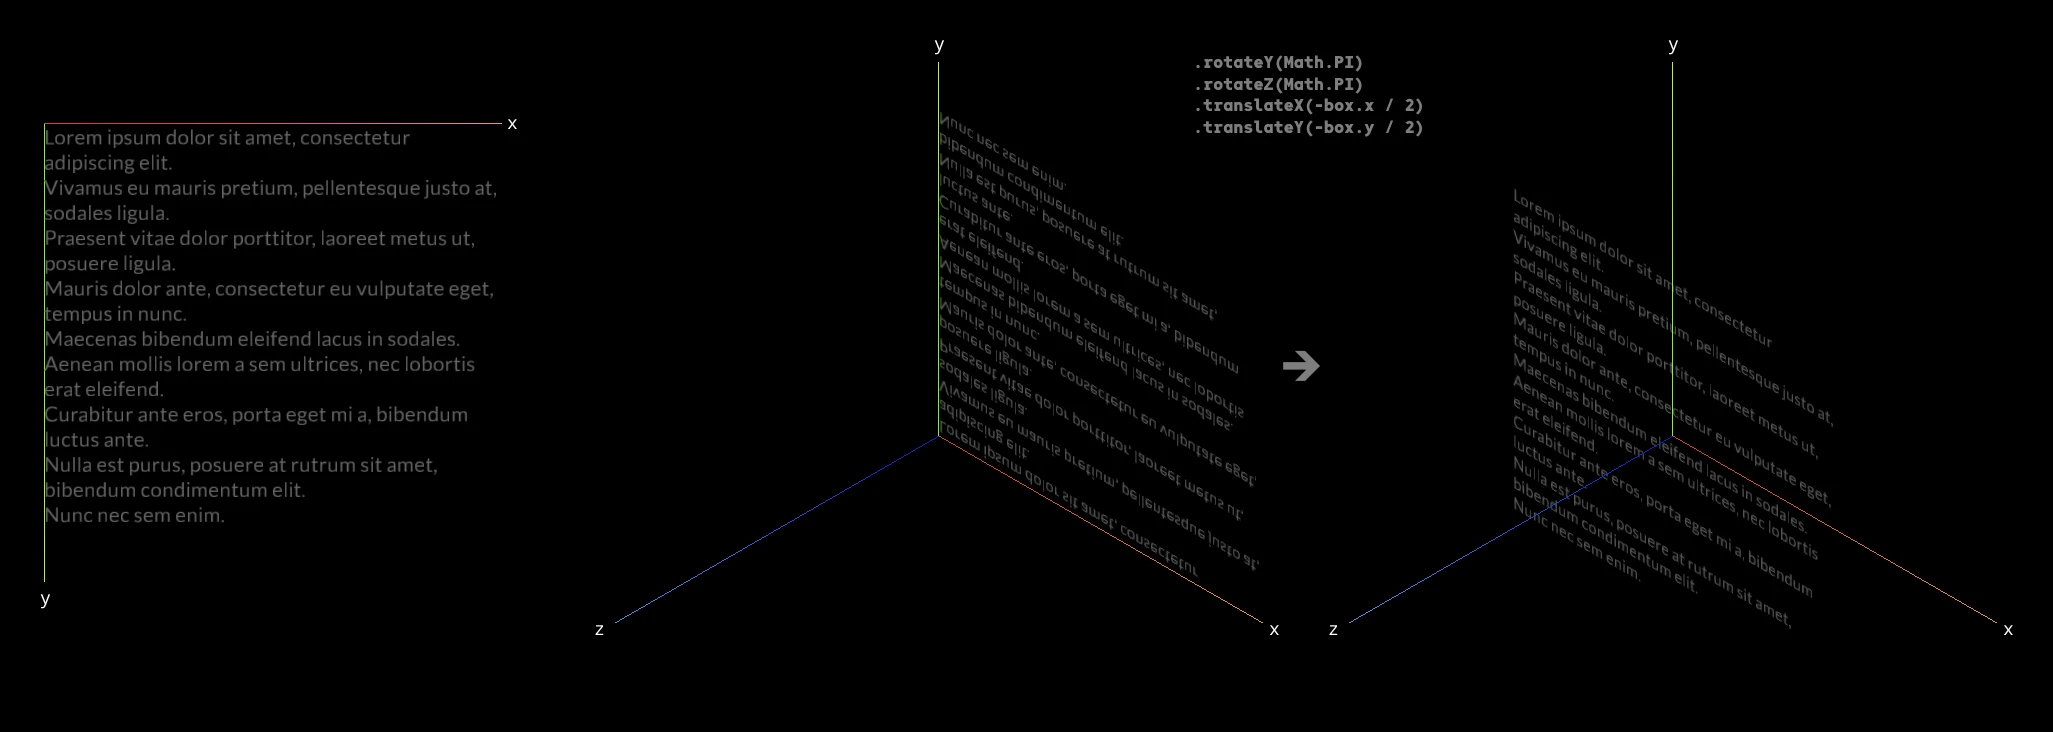 x
Lorem ipsum dolor sit amet, consectetur
adipiscing elit.
Vivamus eu mauris pretium, pellentesque justo at,
sodales ligula.
Praesent vitae dolor porttitor, laoreet metus ut,
posuere ligula.
Mauris dolor ante, consectetur eu vulputate eget,
tempus in nunc.
Maecenas bibendum eleifend lacus in sodales.
Aenean mollis lorem a sem ultrices, nec lobortis
erat eleifend.
Curabitur ante eros, porta eget mi a, bibendum
luctus ante.
Nulla est purus, posuere at rutrum sit amet,
bibendum condimentum elit.
Nunc nec sem enim.
y
y
Nunc nec sem enim.
bibendum condimentum elit.
Nulla est purus, posuere at rutrum sit amet,
luctus ante.
Curabitur ante eros, porta eget mi a, bibendum
erat eleifend.
Aenean mollis lorem a sem ultrices, nec lobortis
Maecenas bibendum eleifend lacus in sodales.
tempus in nunc.
Mauris dolor ante, consectetur eu vulputate eget,
posuere ligula.
Praesent vitae dolor porttitor, laoreet metus ut,
sodales ligula.
Vivamus eu mauris pretium, pellentesque justo at,
adipiscing elit.
Lorem ipsum dolor sit amet, consectetur
z
x
.rotateY(Math.PI)
.rotateZ(Math.PI)
.translateX(-box.x / 2)
.translateY(-box.y / 2)
y
Lorem ipsum dolor sit amet, consectetur
adipiscing elit.
Vivamus eu mauris pretium, pellentesque justo at,
sodales ligula.
Praesent vitae dolor porttitor, laoreet metus ut,
posuere ligula.
Mauris dolor ante, consectetur eu vulputate eget,
tempus in nunc.
Maecenas bibendum eleifend lacus in sodales.
Aenean mollis lorem a sem ultrices, nec lobortis
erat eleifend.
Curabitur ante eros, porta eget mi a, bibendum
luctus ante.
Nulla est purus, posuere at rutrum sit amet,
bibendum condimentum elit.
Nunc nec sem enim.
z
x